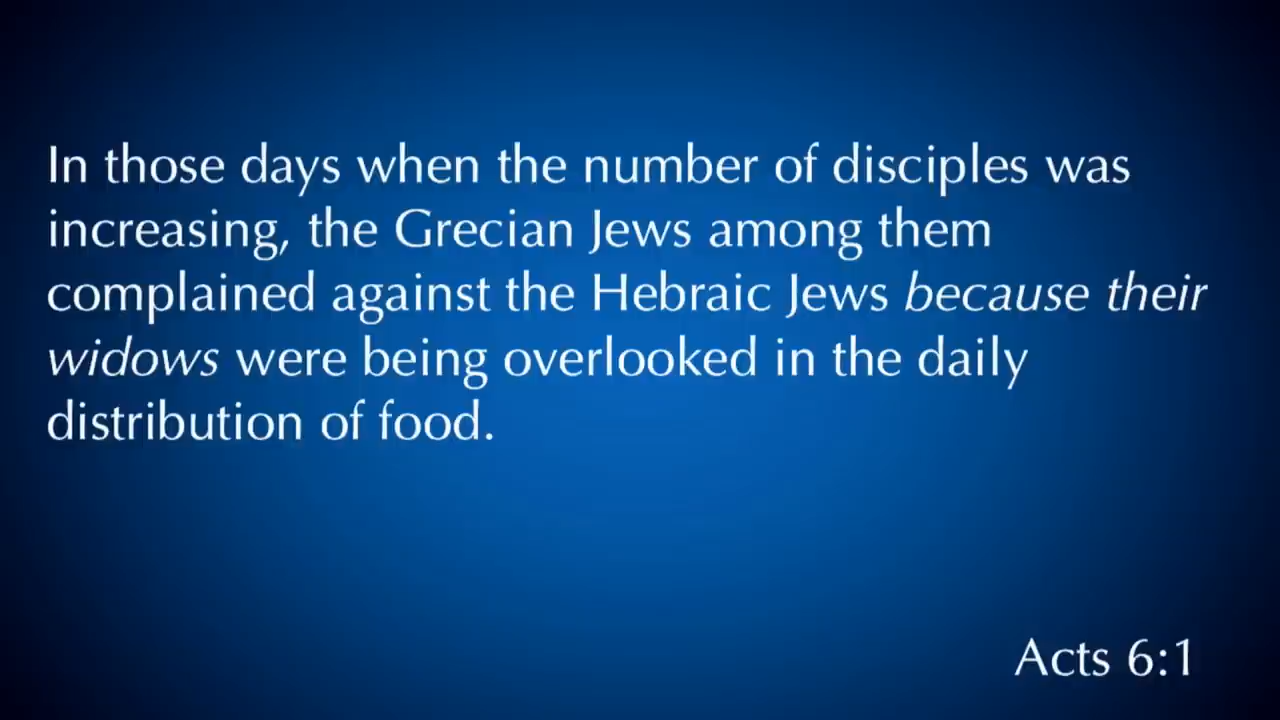 In those days when the number of disciples was
increasing, the Grecian Jews among them
complained against the Hebraic Jews because their
widows were being overlooked in the daily
distribution of food.
Acts 6:1